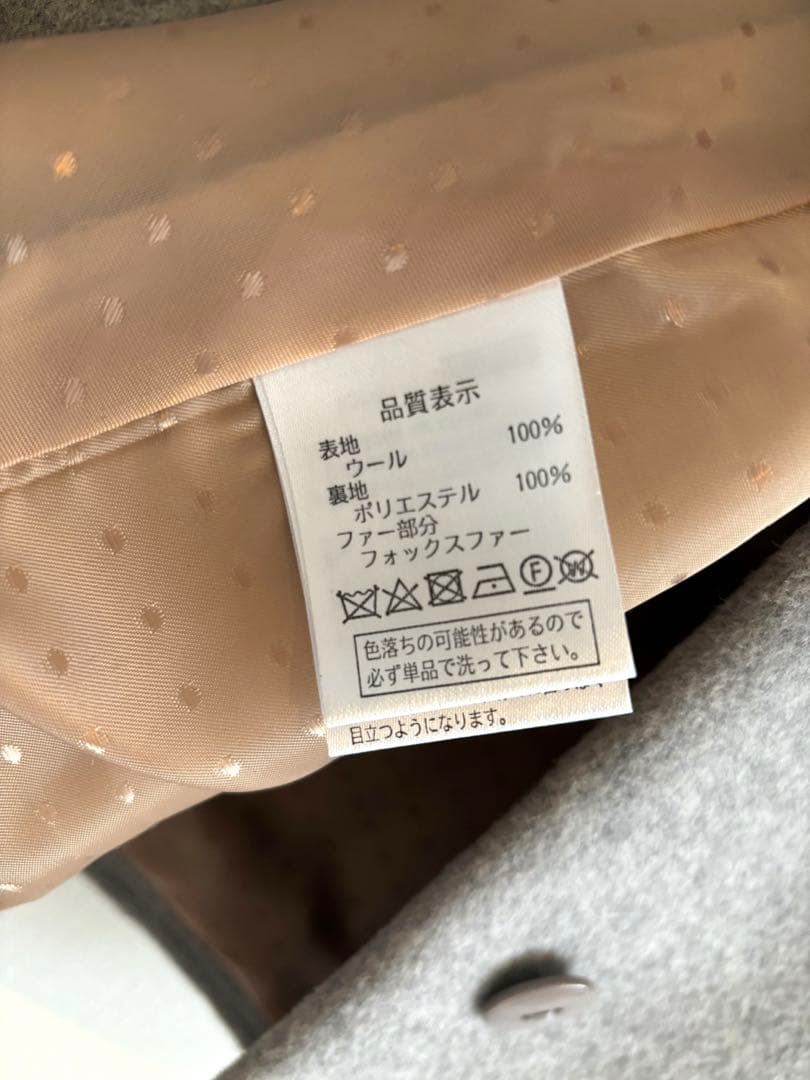 品質表示
表地
ウール 100%
裏地
ポリエステル 100%
ファー部分
フォックスファー
F W
色落ちの可能性があるので
必ず単品で洗って下さい。
目立つようになります。